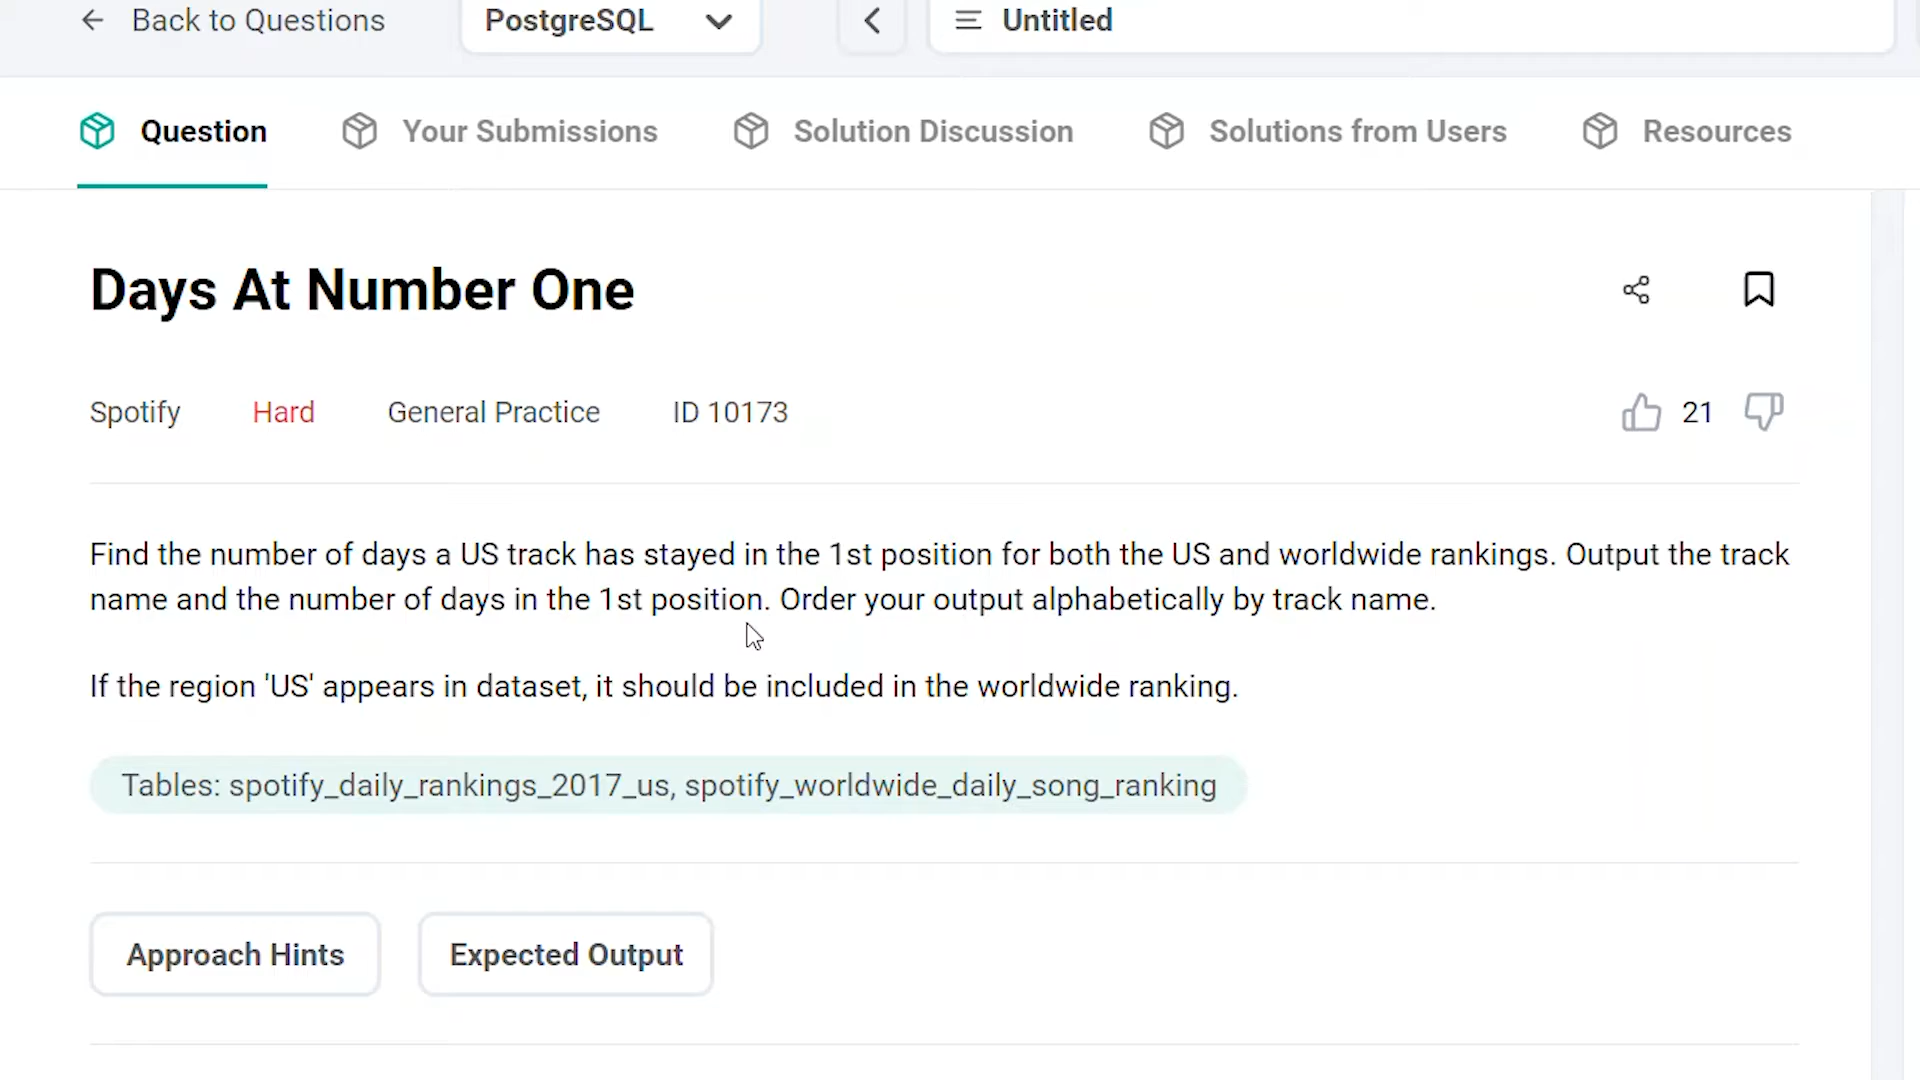 Back to Questions
PostgreSQL
Untitled
Question
Your Submissions
Solution Discussion
Solutions from Users
Resources
Days At Number One
Spotify
Hard
General Practice
ID 10173
21
Find the number of days a US track has stayed in the 1st position for both the US and worldwide rankings. Output the track
name and the number of days in the 1st position. Order your output alphabetically by track name.
If the region 'US' appears in dataset, it should be included in the worldwide ranking.
Tables: spotify_daily_rankings_2017_us, spotify_worldwide_daily_song_ranking
Approach Hints
Expected Output